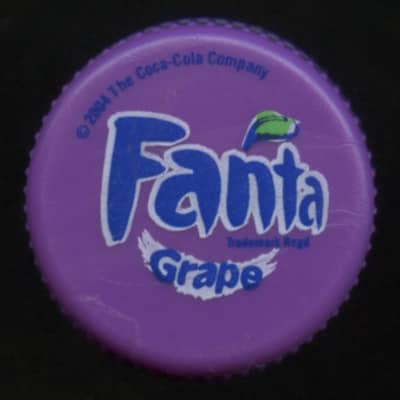 © 2004 The Coca-Cola Company
Fanta
Trademark Regd
Grape